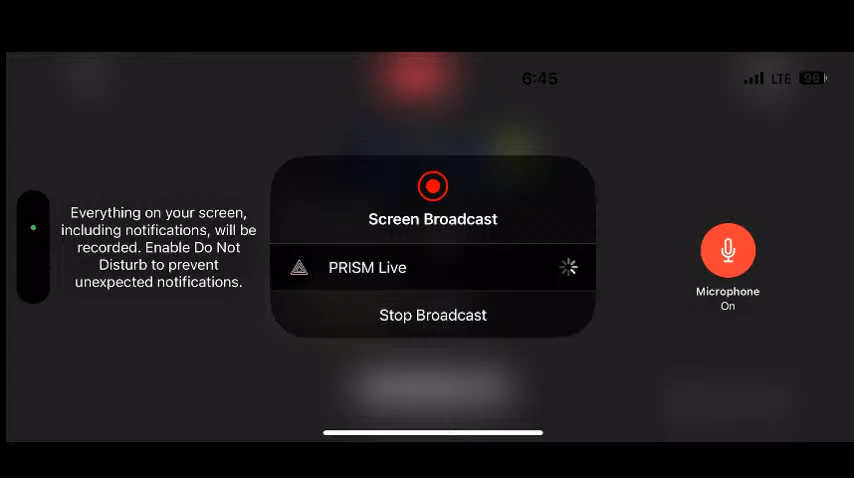 6:45
LTE
96
Everything on your screen,
including notifications, will be
recorded. Enable Do Not
Disturb to prevent
unexpected notifications.
Screen Broadcast
PRISM Live
Stop Broadcast
Microphone
On